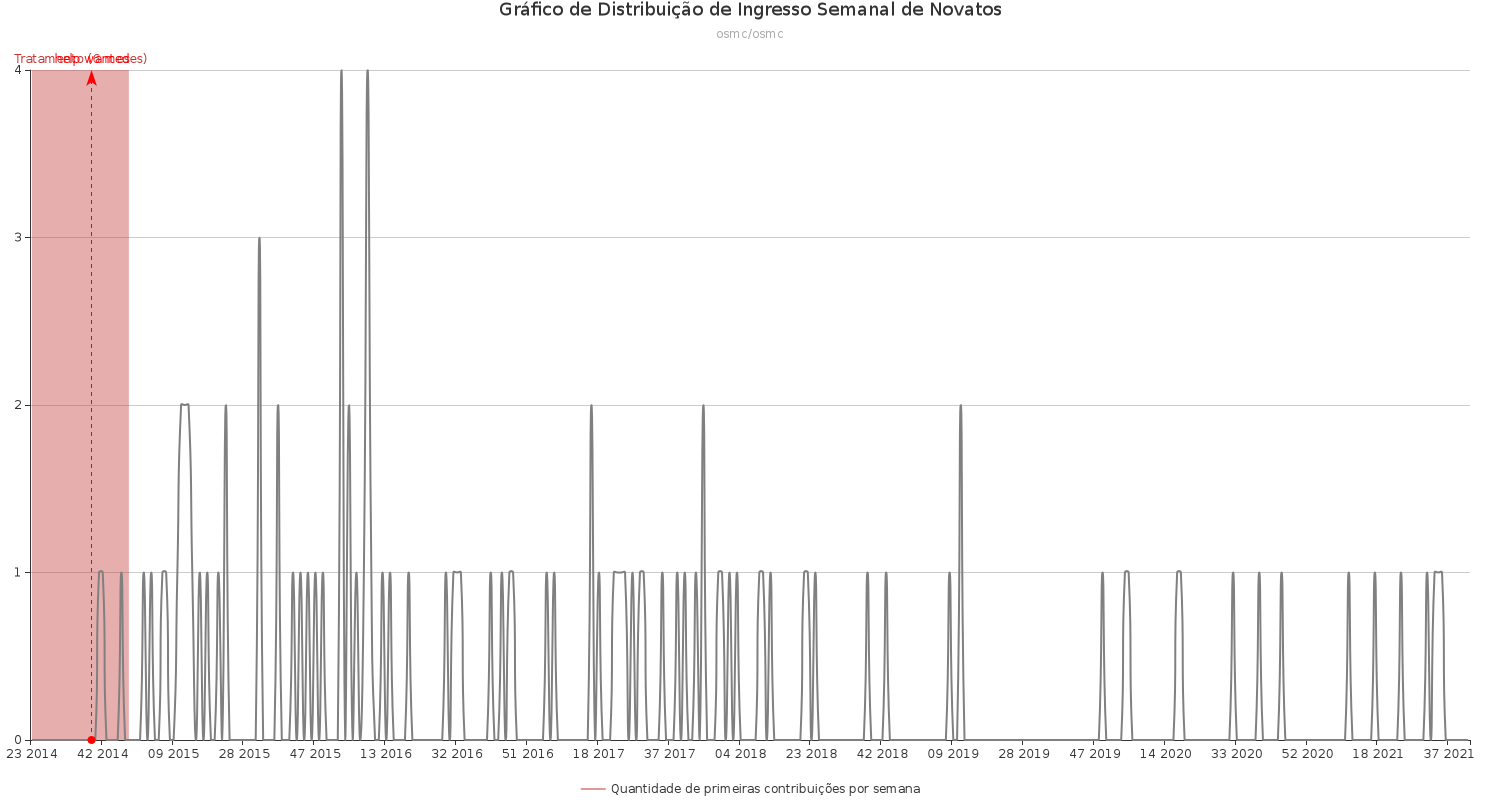 Gráfico de Distribuição de Ingresso Semanal de Novatos
osmc/osmc
4
3
2
1
0
23 2014 42 2014 09 2015 28 2015 47 2015 13 2016 32 2016 51 2016 18 2017 37 2017 04 2018 23 2018 42 2018 09 2019 28 2019 47 2019 14 2020 33 2020 52 2020 18 2021 37 2021
Quantidade de primeiras contribuições por semana